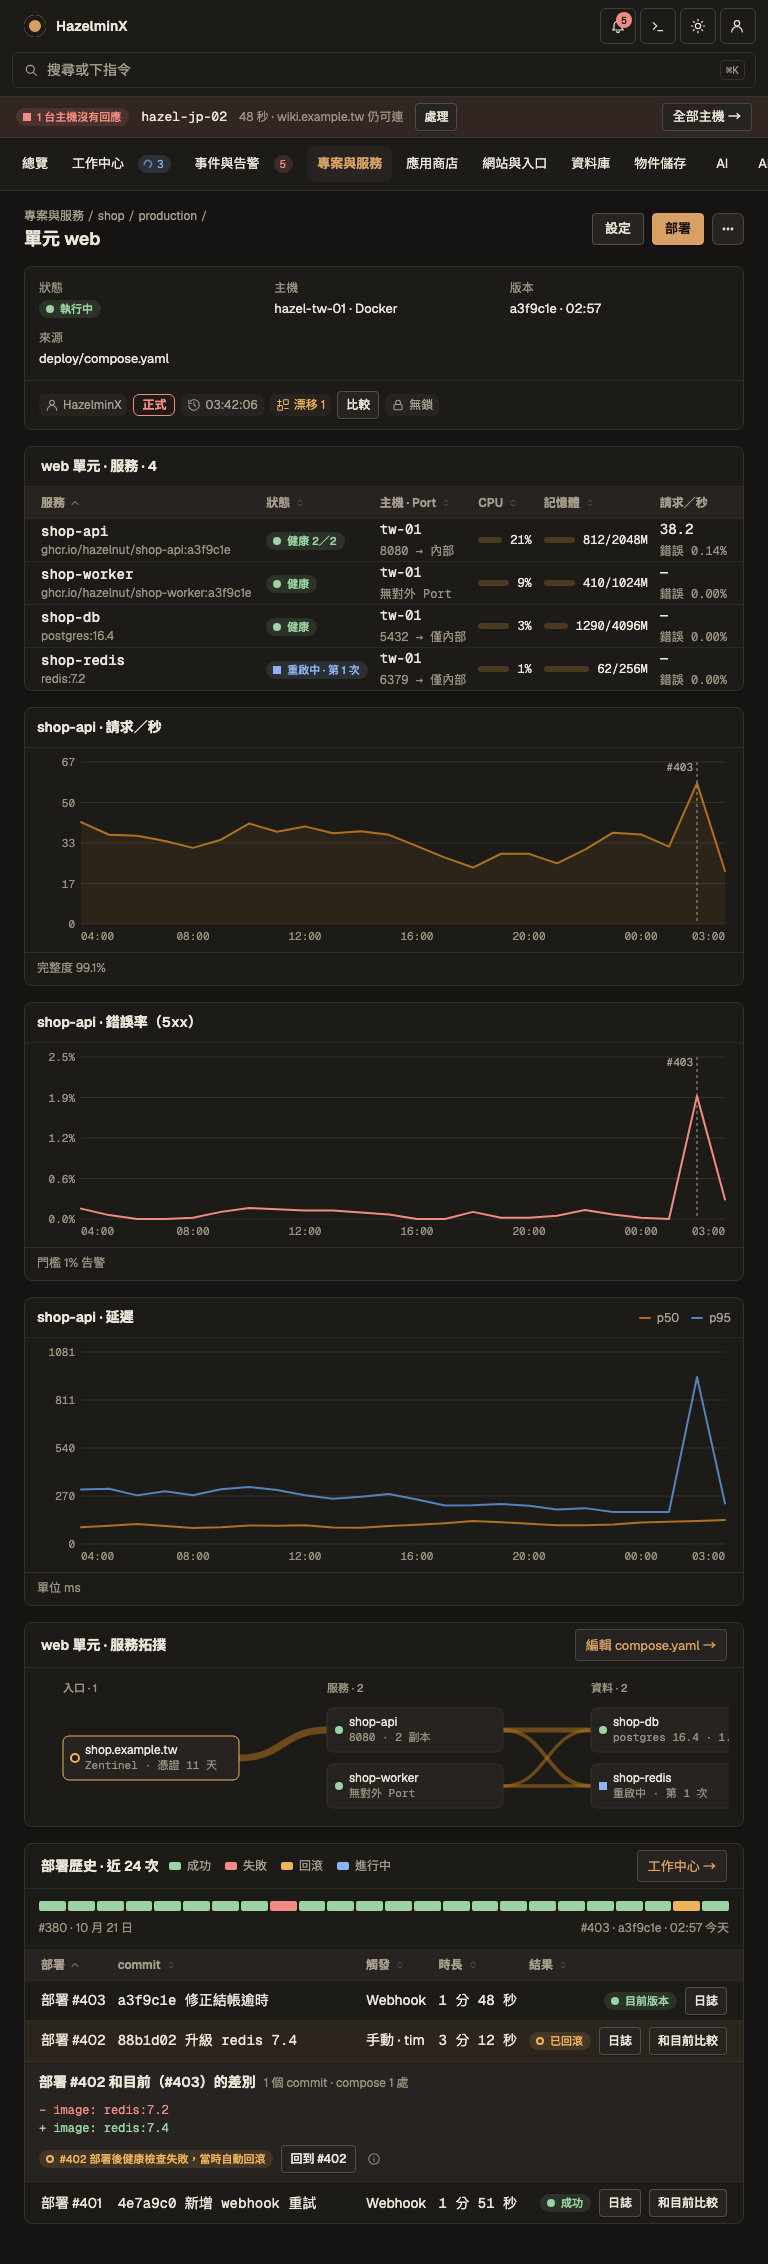 HazelminX
5
搜尋或下指令
⌘K
1 台主機沒有回應 hazel-jp-02 48 秒 · wiki.example.tw 仍可連 處理 全部主機 →
總覽 工作中心 3 事件與告警 5 專案與服務 應用商店 網站與入口 資料庫 物件儲存 AI
專案與服務 / shop / production /
單元 web
設定 部署 ···
狀態 主機 版本
執行中 hazel-tw-01 · Docker a3f9c1e · 02:57
來源
deploy/compose.yaml
HazelminX 正式 03:42:06 漂移 1 比較 無鎖
web 單元 · 服務 · 4
服務 狀態 主機 · Port CPU 記憶體 請求／秒
shop-api
ghcr.io/hazelnut/shop-api:a3f9c1e
健康 2／2
tw-01
8080 → 內部
21% 812/2048M
38.2
錯誤 0.14%
shop-worker
ghcr.io/hazelnut/shop-worker:a3f9c1e
健康
tw-01
無對外 Port
9% 410/1024M
—
錯誤 0.00%
shop-db
postgres:16.4
健康
tw-01
5432 → 僅內部
3% 1290/4096M
—
錯誤 0.00%
shop-redis
redis:7.2
重啟中 · 第 1 次
tw-01
6379 → 僅內部
1% 62/256M
—
錯誤 0.00%
shop-api · 請求／秒
67
#403
50
33
17
0
04:00 08:00 12:00 16:00 20:00 00:00 03:00
完整度 99.1%
shop-api · 錯誤率（5xx）
2.5%
#403
1.9%
1.2%
0.6%
0.0%
04:00 08:00 12:00 16:00 20:00 00:00 03:00
門檻 1% 告警
shop-api · 延遲 p50 p95
1081
811
540
270
0
04:00 08:00 12:00 16:00 20:00 00:00 03:00
單位 ms
web 單元 · 服務拓撲 編輯 compose.yaml →
入口 · 1 服務 · 2 資料 · 2
shop.example.tw
Zentinel · 憑證 11 天
shop-api
8080 · 2 副本
shop-worker
無對外 Port
shop-db
postgres 16.4 · 1.
shop-redis
重啟中 · 第 1 次
部署歷史 · 近 24 次 成功 失敗 回滾 進行中 工作中心 →
#380 · 10 月 21 日 #403 · a3f9c1e · 02:57 今天
部署 commit 觸發 時長 結果
部署 #403 a3f9c1e 修正結帳逾時 Webhook 1 分 48 秒 目前版本 日誌
部署 #402 88b1d02 升級 redis 7.4 手動 · tim 3 分 12 秒 已回滾 日誌 和目前比較
部署 #402 和目前（#403）的差別 1 個 commit · compose 1 處
− image: redis:7.2
+ image: redis:7.4
#402 部署後健康檢查失敗，當時自動回滾 回到 #402
部署 #401 4e7a9c0 新增 webhook 重試 Webhook 1 分 51 秒 成功 日誌 和目前比較